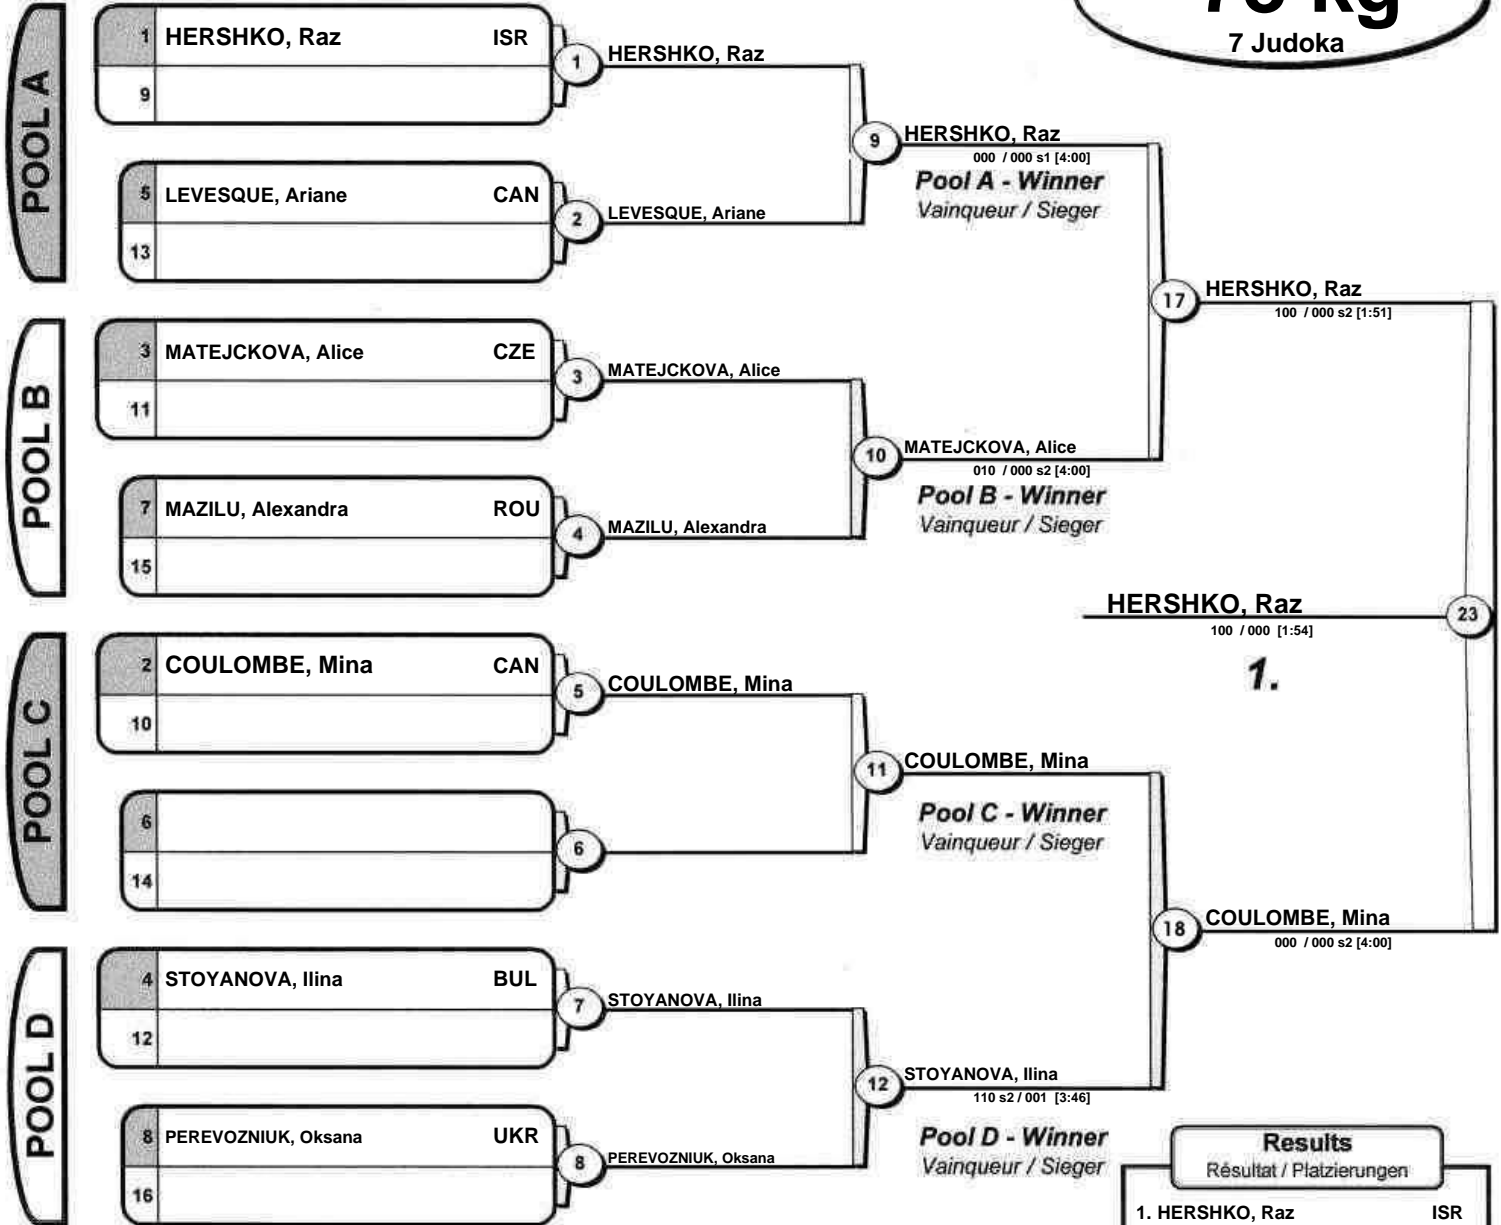 78 kg
7 Judoka
POOL A
1 HERSHKO, Raz ISR
9
5 LEVESQUE, Ariane CAN
13
1 HERSHKO, Raz
2 LEVESQUE, Ariane
9 HERSHKO, Raz
000 / 000 s1 [4:00]
Pool A - Winner
Vainqueur / Sieger
POOL B
3 MATEJCKOVA, Alice CZE
11
7 MAZILU, Alexandra ROU
15
3 MATEJCKOVA, Alice
4 MAZILU, Alexandra
10 MATEJCKOVA, Alice
010 / 000 s2 [4:00]
Pool B - Winner
Vainqueur / Sieger
17 HERSHKO, Raz
100 / 000 s2 [1:51]
HERSHKO, Raz 23
100 / 000 [1:54]
1.
POOL C
2 COULOMBE, Mina CAN
10
6
14
5 COULOMBE, Mina
6
11 COULOMBE, Mina
Pool C - Winner
Vainqueur / Sieger
POOL D
4 STOYANOVA, Ilina BUL
12
8 PEREVOZNIUK, Oksana UKR
16
7 STOYANOVA, Ilina
8 PEREVOZNIUK, Oksana
12 STOYANOVA, Ilina
110 s2 / 001 [3:46]
Pool D - Winner
Vainqueur / Sieger
18 COULOMBE, Mina
000 / 000 s2 [4:00]
Results
Résultat / Platzierungen
1. HERSHKO, Raz ISR